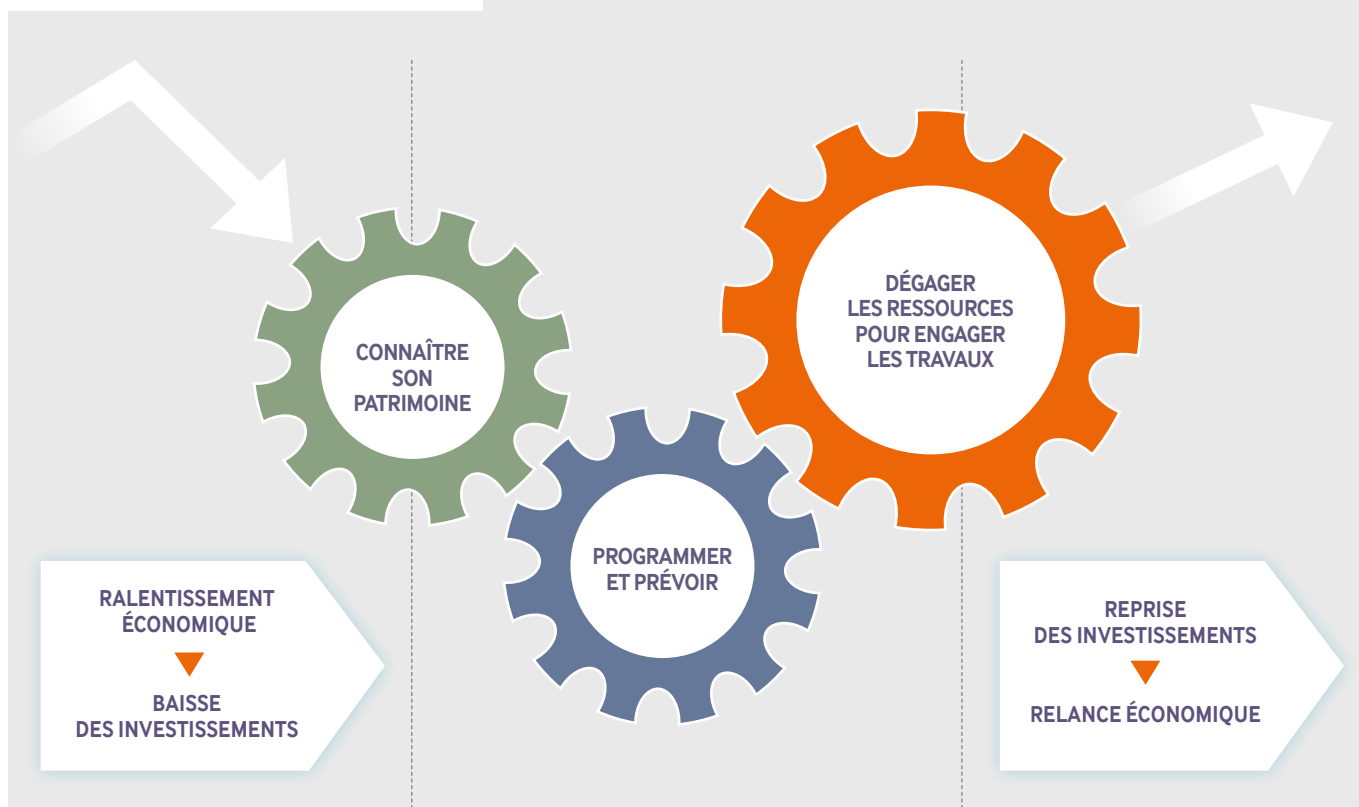 CONNAÎTRE
SON
PATRIMOINE
PROGRAMMER
ET PRÉVOIR
DÉGAGER
LES RESSOURCES
POUR ENGAGER
LES TRAVAUX
RALENTISSEMENT
ÉCONOMIQUE
BAISSE
DES INVESTISSEMENTS
REPRISE
DES INVESTISSEMENTS
RELANCE ÉCONOMIQUE